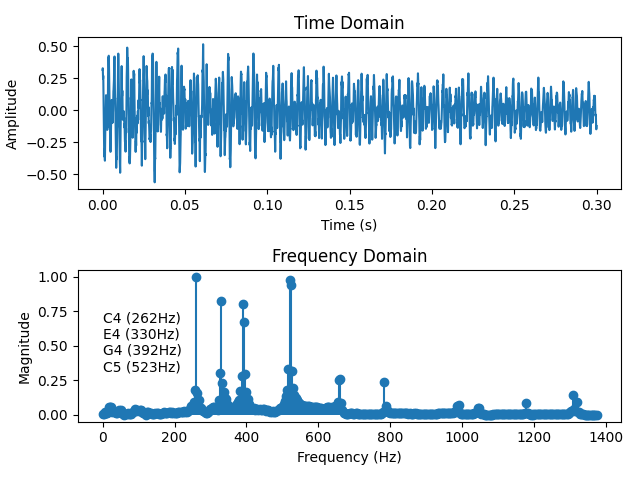 Time Domain
0.50
0.25
0.00
−0.25
−0.50
Amplitude
0.00 0.05 0.10 0.15 0.20 0.25 0.30
Time (s)
Frequency Domain
1.00
0.75
0.50
0.25
0.00
Magnitude
C4 (262Hz)
E4 (330Hz)
G4 (392Hz)
C5 (523Hz)
0 200 400 600 800 1000 1200 1400
Frequency (Hz)